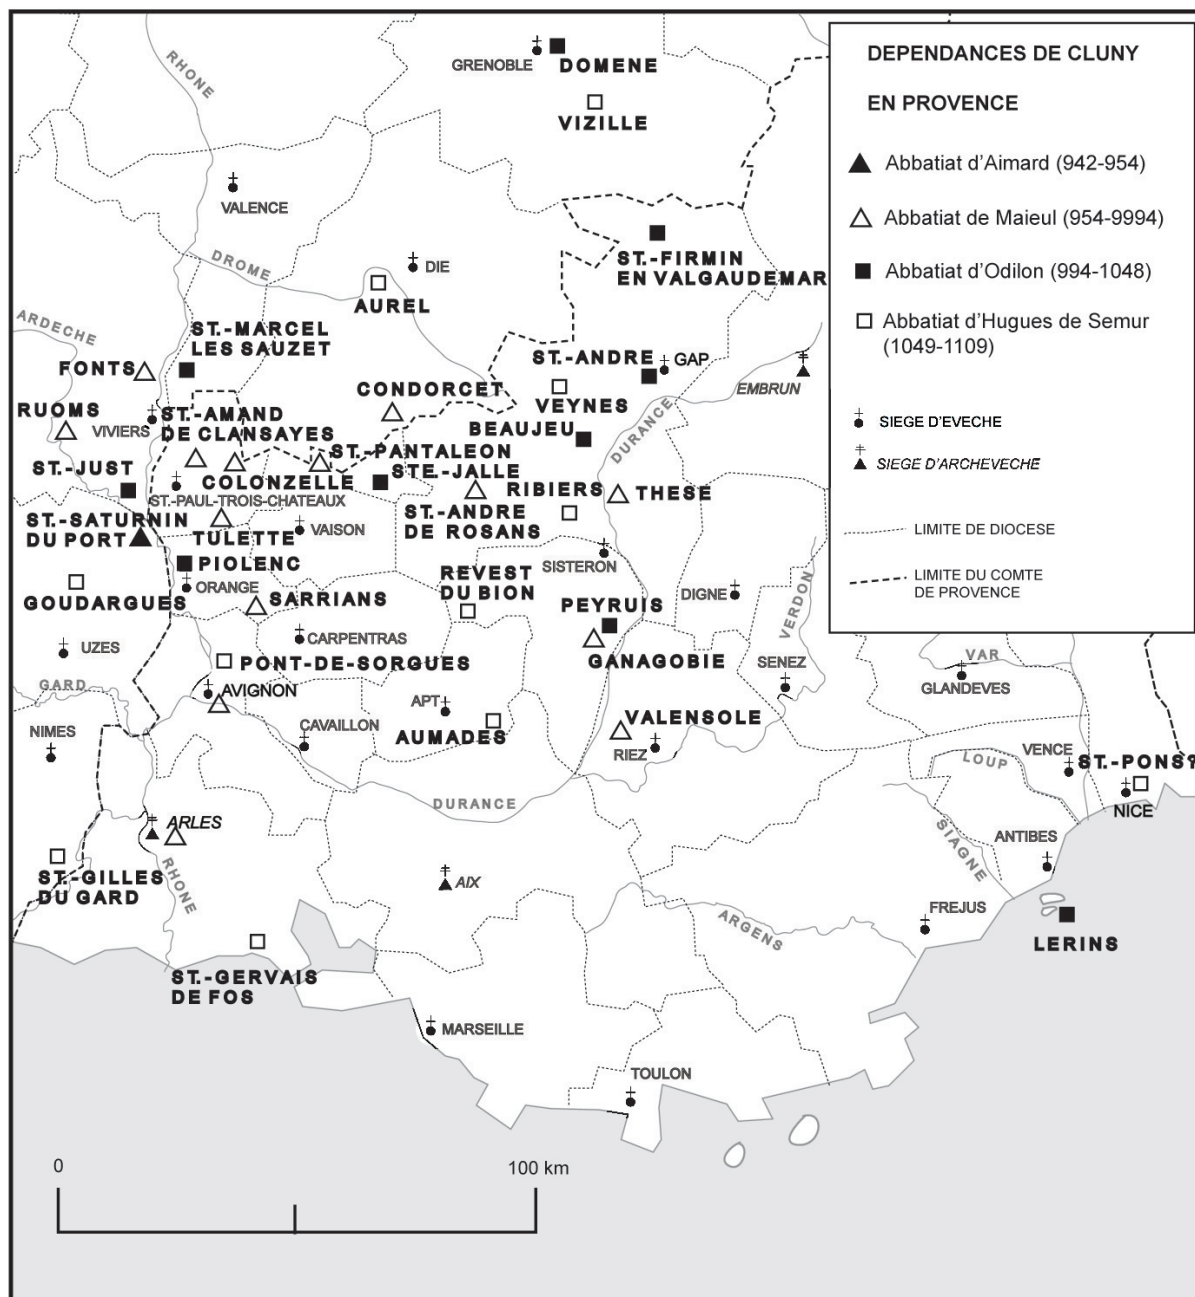 DEPENDANCES DE CLUNY
EN PROVENCE
Abbatiat d'Aimard (942-954)
Abbatiat de Maieul (954-9994)
Abbatiat d'Odilon (994-1048)
Abbatiat d'Hugues de Semur
(1049-1109)
SIEGE D'EVECHE
SIEGE D'ARCHEVECHE
LIMITE DE DIOCESE
LIMITE DU COMTE
DE PROVENCE
RHONE
GRENOBLE
DOMENE
VIZILLE
VALENCE
DROME
DIE
ST.-FIRMIN
EN VALGAUDEMAR
AUREL
ARDECHE
ST.-MARCEL
LES SAUZET
FONTS
ST.-ANDRE
GAP
EMBRUN
CONDORCET
VEYNES
RUOMS
VIVIERS
ST.-AMAND
DE CLANSAYES
BEAUJEU
DURANCE
ST.-PANTALEON
ST.-JUST
COLONZELLE
STE.-JALLE
RIBIERS
THESE
ST.-PAUL-TROIS-CHATEAUX
ST.-ANDRE
DE ROSANS
ST.-SATURNIN
DU PORT
TULETTE
VAISON
PIOLENC
SISTERON
ORANGE
REVEST
DU BION
DIGNE
VERDON
GOUDARGUES
SARRIANS
PEYRUIS
UZES
CARPENTRAS
GANAGOBIE
SENEZ
VAR
GLANDEVES
PONT-DE-SORGUES
GARD
AVIGNON
APT
NIMES
CAVAILLON
AUMADES
VALENSOLE
RIEZ
VENCE
LOUP
ST.-PONS?
NICE
DURANCE
ARLES
SIAGNE
ANTIBES
ST.-GILLES
DU GARD
RHONE
AIX
ARGENS
FREJUS
LERINS
ST.-GERVAIS
DE FOS
MARSEILLE
TOULON
0
100 km